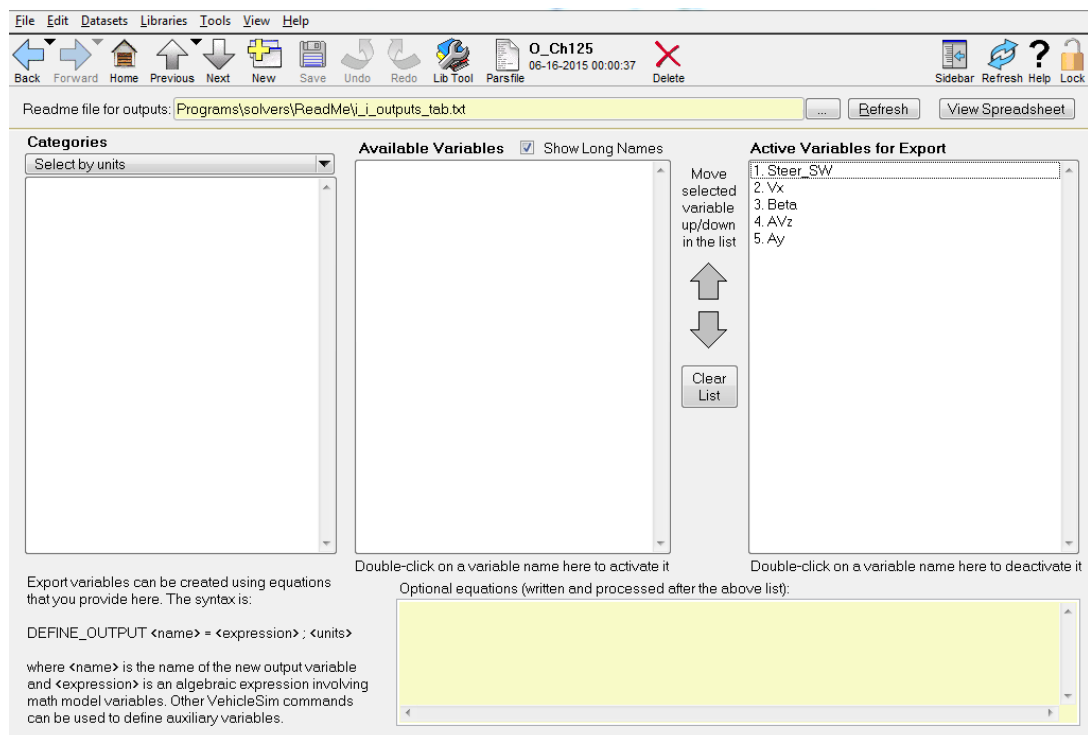 File Edit Datasets Libraries Tools View Help
Back Forward Home Previous Next New Save Undo Redo Lib Tool Parsfile O_Ch125 06-16-2015 00:00:37 Delete Sidebar Refresh Help Lock
Readme file for outputs: Programs\solvers\ReadMe\i_i_outputs_tab.txt ... Refresh View Spreadsheet
Categories
Select by units
Available Variables Show Long Names
Move
selected
variable
up/down
in the list
Clear
List
Active Variables for Export
1. Steer_SW
2. Vx
3. Beta
4. AVz
5. Ay
Double-click on a variable name here to activate it
Double-click on a variable name here to deactivate it
Export variables can be created using equations
that you provide here. The syntax is:
DEFINE_OUTPUT <name> = <expression> ; <units>
where <name> is the name of the new output variable
and <expression> is an algebraic expression involving
math model variables. Other VehicleSim commands
can be used to define auxiliary variables.
Optional equations (written and processed after the above list):